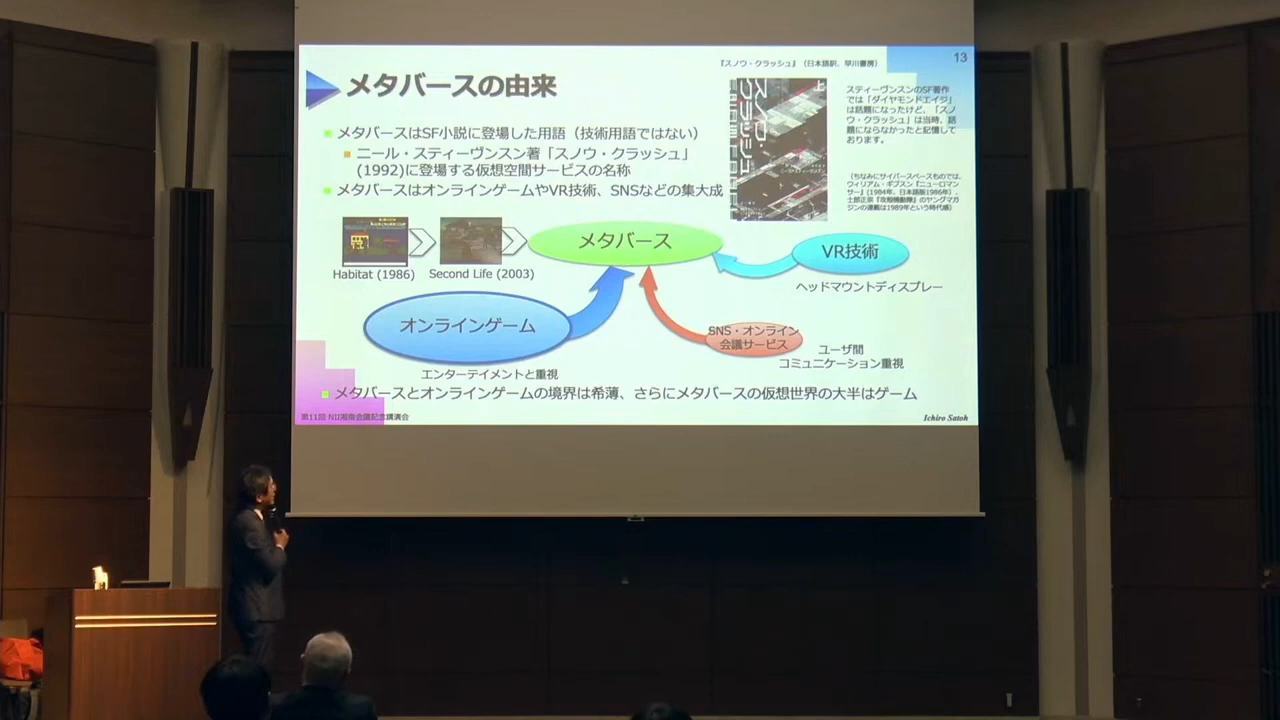 13
『スノウ・クラッシュ』（日本語訳、早川書房）
メタバースの由来
メタバースはSF小説に登場した用語（技術用語ではない）
ニール・スティーヴンスン著「スノウ・クラッシュ」
(1992)に登場する仮想空間サービスの名称
メタバースはオンラインゲームやVR技術、SNSなどの集大成
スノウ・
クラッシュ
上
スティーヴンスンのSF著作
では「ダイヤモンドエイジ」
は話題になったけど、「スノ
ウ・クラッシュ」は当時、話
題にならなかったと記憶して
おります。
（ちなみにサイバースペースものでは、
ウィリアム・ギブスン『ニューロマン
サー』(1984年、日本語版1986年）、
士郎正宗『攻殻機動隊』のヤングマガ
ジンの連載は1989年という時代感）
メタバース
VR技術
Habitat (1986)
Second Life (2003)
ヘッドマウントディスプレー
オンラインゲーム
SNS・オンライン
会議サービス
ユーザ間
コミュニケーション重視
エンターテイメントと重視
メタバースとオンラインゲームの境界は希薄、さらにメタバースの仮想世界の大半はゲーム
第11回 NII湘南会議記念講演会
Ichiro Satoh